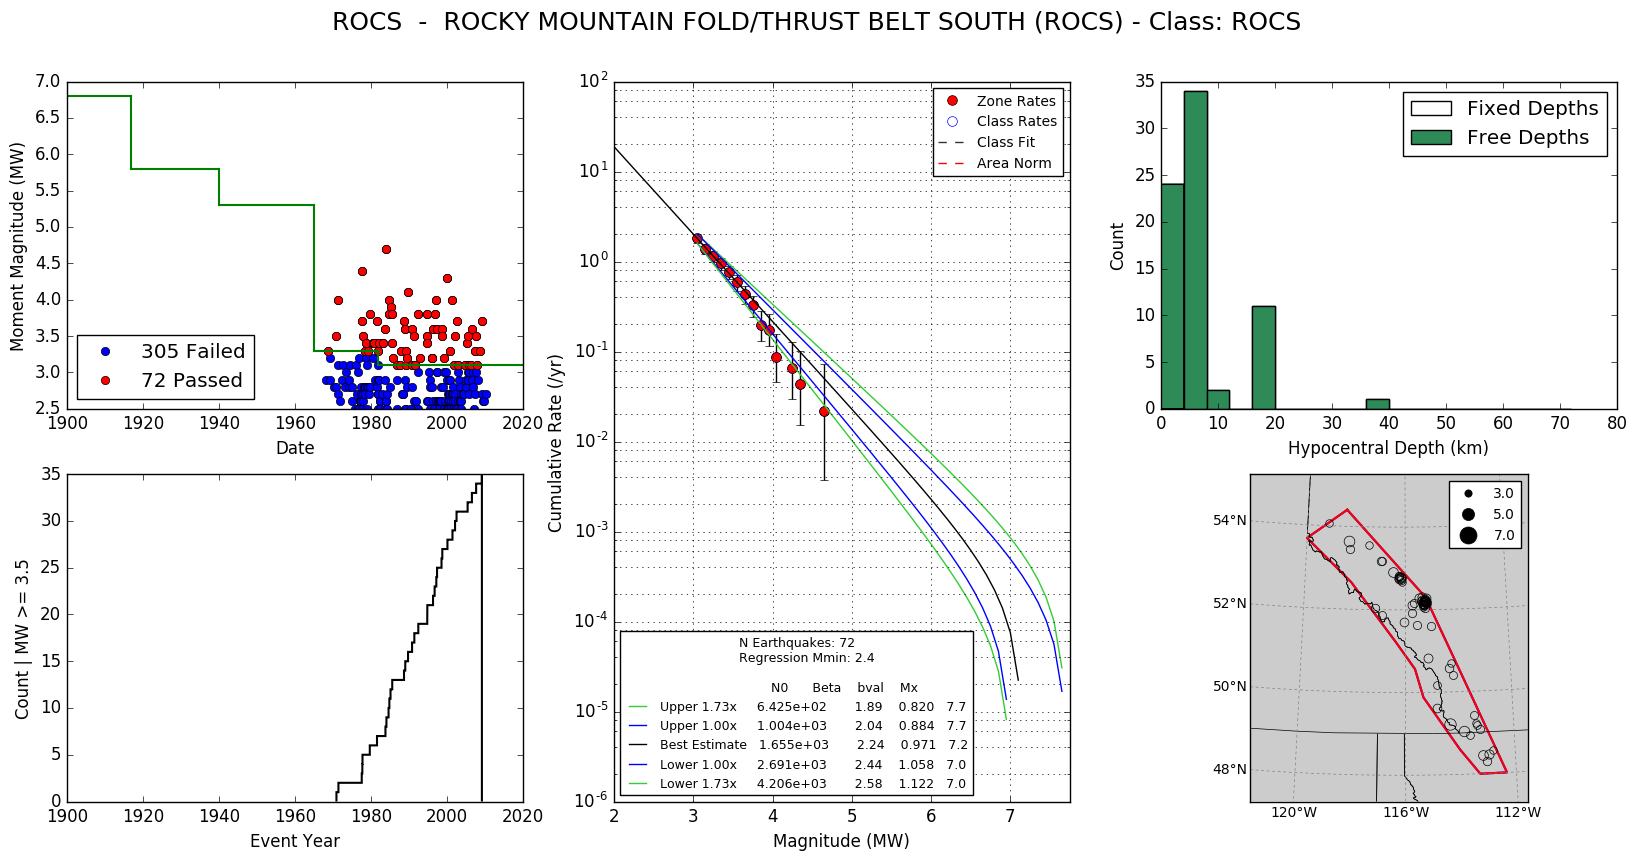 ROCS - ROCKY MOUNTAIN FOLD/THRUST BELT SOUTH (ROCS) - Class: ROCS
Moment Magnitude (MW)
7.0
6.5
6.0
5.5
5.0
4.5
4.0
3.5
3.0
2.5
305 Failed
72 Passed
1900 1920 1940 1960 1980 2000 2020
Date
Count | MW >= 3.5
35
30
25
20
15
10
5
0
1900 1920 1940 1960 1980 2000 2020
Event Year
Cumulative Rate (/yr)
10^2
10^1
10^0
10^-1
10^-2
10^-3
10^-4
10^-5
10^-6
Zone Rates
Class Rates
Class Fit
Area Norm
N Earthquakes: 72
Regression Mmin: 2.4
N0 Beta bval Mx
Upper 1.73x 6.425e+02 1.89 0.820 7.7
Upper 1.00x 1.004e+03 2.04 0.884 7.7
Best Estimate 1.655e+03 2.24 0.971 7.2
Lower 1.00x 2.691e+03 2.44 1.058 7.0
Lower 1.73x 4.206e+03 2.58 1.122 7.0
2 3 4 5 6 7
Magnitude (MW)
Count
35
30
25
20
15
10
5
0
Fixed Depths
Free Depths
0 10 20 30 40 50 60 70 80
Hypocentral Depth (km)
3.0
5.0
7.0
54°N
52°N
50°N
48°N
120°W 116°W 112°W